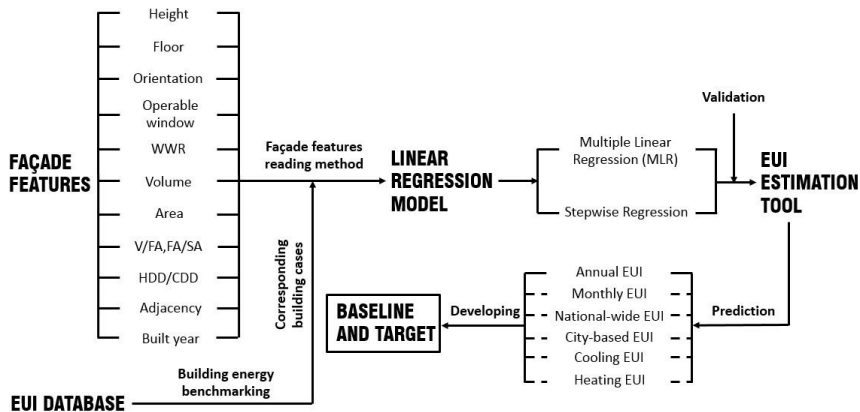 Height
Floor
Orientation
Operable
window
WWR
Volume
Area
V/FA,FA/SA
HDD/CDD
Adjacency
Built year
FAÇADE
FEATURES
EUI DATABASE
Building energy
benchmarking
Corresponding
building cases
Façade features
reading method
LINEAR
REGRESSION
MODEL
Multiple Linear
Regression (MLR)
Stepwise Regression
Validation
EUI
ESTIMATION
TOOL
Prediction
Annual EUI
Monthly EUI
National-wide EUI
City-based EUI
Cooling EUI
Heating EUI
Developing
BASELINE
AND TARGET